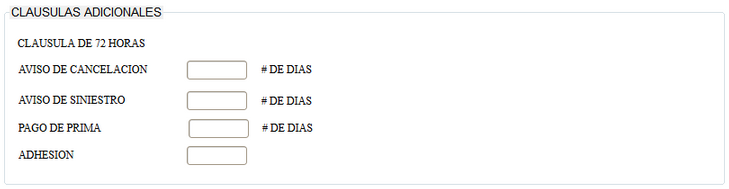 CLAUSULAS ADICIONALES
CLAUSULA DE 72 HORAS
AVISO DE CANCELACION # DE DIAS
AVISO DE SINIESTRO # DE DIAS
PAGO DE PRIMA # DE DIAS
ADHESION